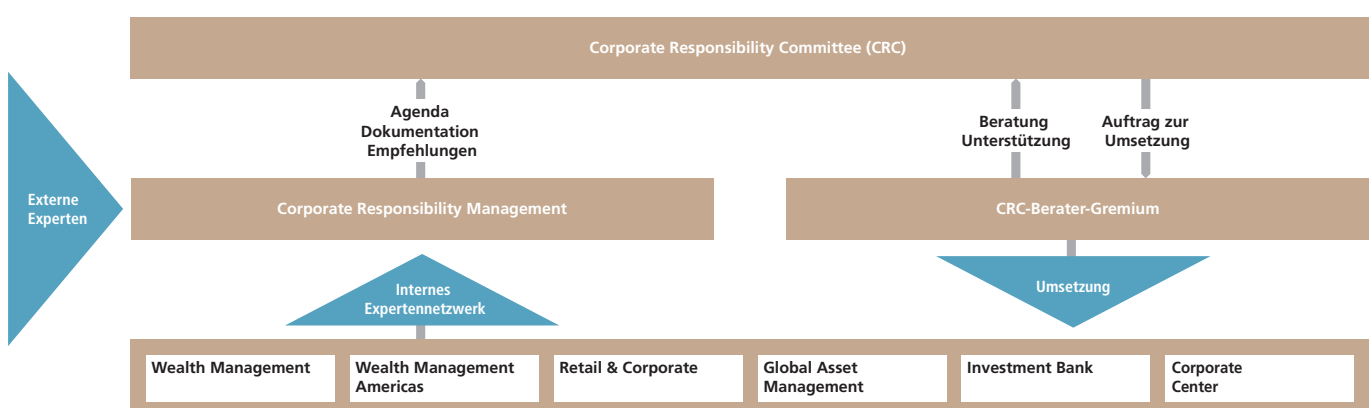 Corporate Responsibility Committee (CRC)
Agenda
Dokumentation
Empfehlungen
Beratung
Unterstützung
Auftrag zur
Umsetzung
Externe
Experten
Corporate Responsibility Management
CRC-Berater-Gremium
Internes
Expertennetzwerk
Umsetzung
Wealth Management
Wealth Management
Americas
Retail & Corporate
Global Asset
Management
Investment Bank
Corporate
Center